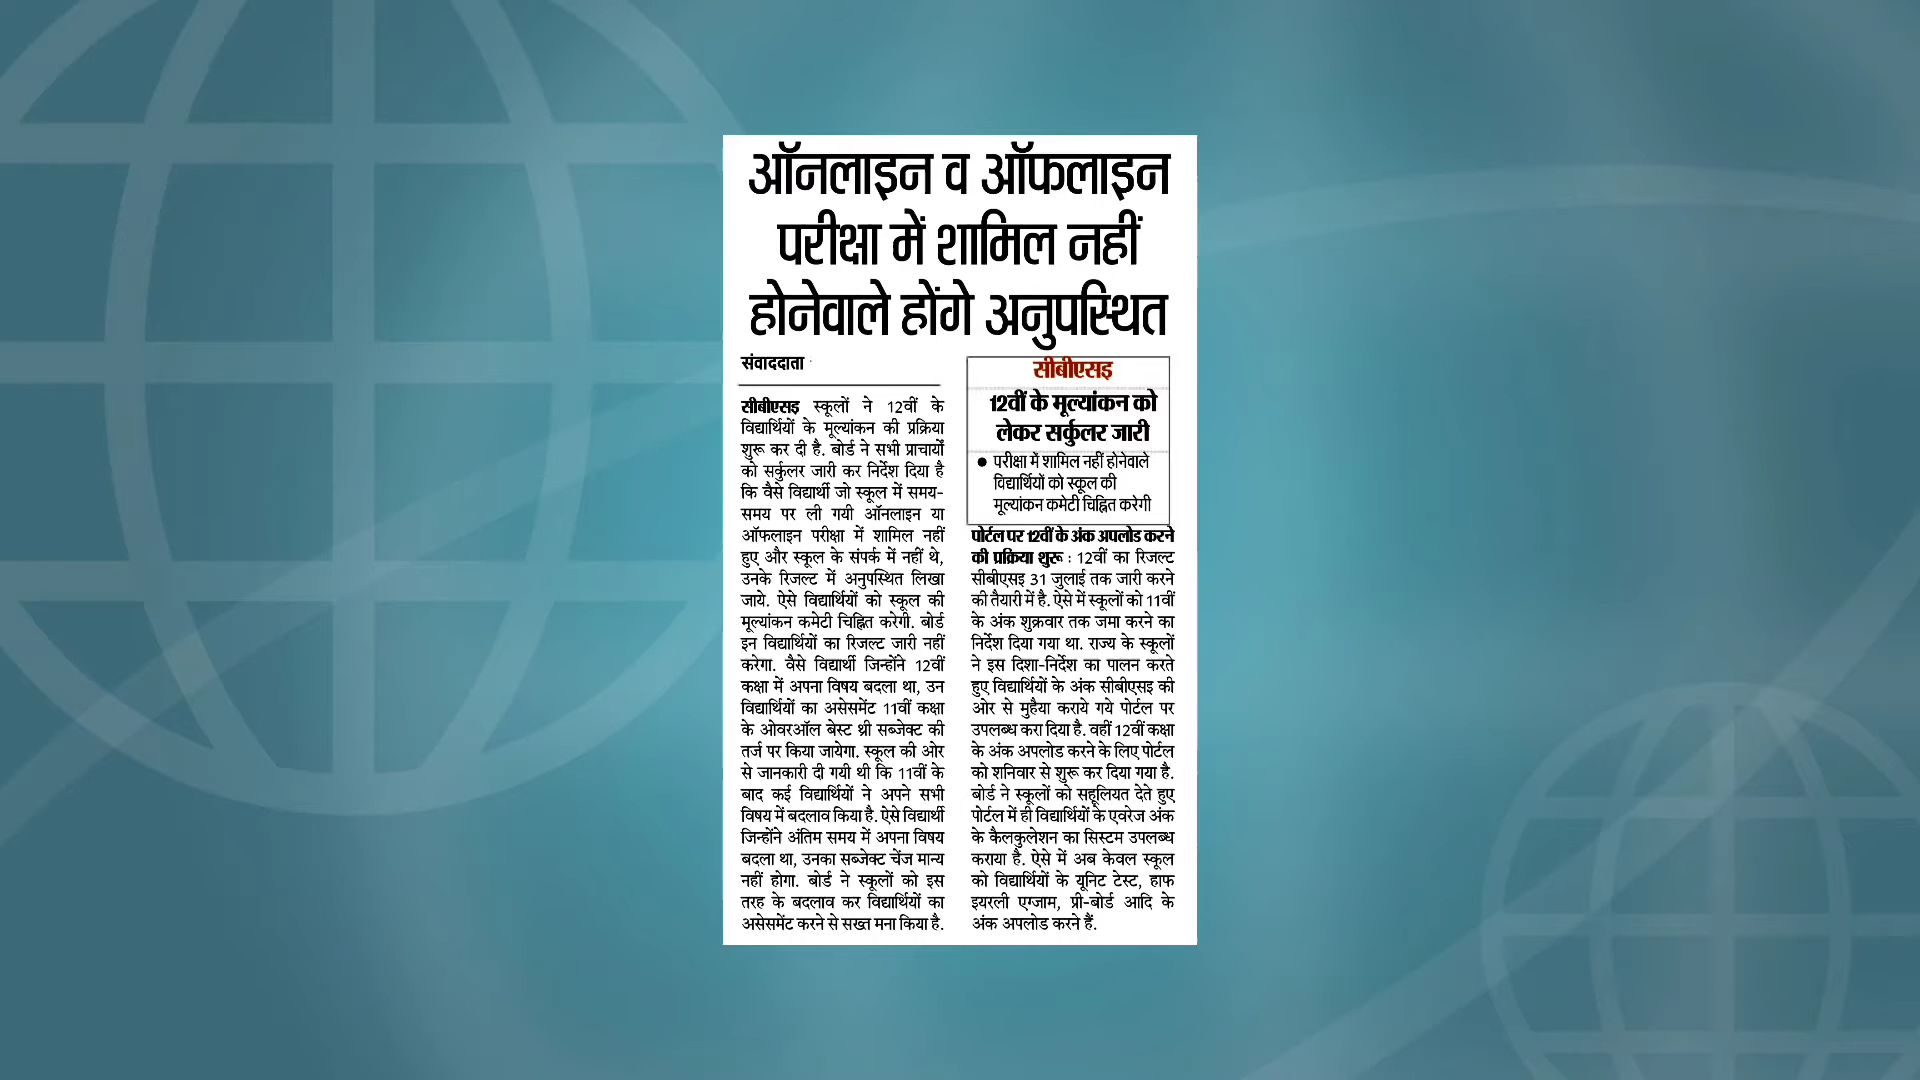 ऑनलाइन व ऑफलाइन
परीक्षा में शामिल नहीं
होनेवाले होंगे अनुपस्थित
संवाददाता
सीबीएसइ स्कूलों ने 12वीं के
विद्यार्थियों के मूल्यांकन की प्रक्रिया
शुरू कर दी है. बोर्ड ने सभी प्राचार्यों
को सर्कुलर जारी कर निर्देश दिया है
कि वैसे विद्यार्थी जो स्कूल में समय-
समय पर ली गयी ऑनलाइन या
ऑफलाइन परीक्षा में शामिल नहीं
हुए और स्कूल के संपर्क में नहीं थे,
उनके रिजल्ट में अनुपस्थित लिखा
जाये. ऐसे विद्यार्थियों को स्कूल की
मूल्यांकन कमेटी चिह्नित करेगी. बोर्ड
इन विद्यार्थियों का रिजल्ट जारी नहीं
करेगा. वैसे विद्यार्थी जिन्होंने 12वीं
कक्षा में अपना विषय बदला था, उन
विद्यार्थियों का असेसमेंट 11वीं कक्षा
के ओवरऑल बेस्ट थ्री सब्जेक्ट की
तर्ज पर किया जायेगा. स्कूल की ओर
से जानकारी दी गयी थी कि 11वीं के
बाद कई विद्यार्थियों ने अपने सभी
विषय में बदलाव किया है. ऐसे विद्यार्थी
जिन्होंने अंतिम समय में अपना विषय
बदला था, उनका सब्जेक्ट चेंज मान्य
नहीं होगा. बोर्ड ने स्कूलों को इस
तरह के बदलाव कर विद्यार्थियों का
असेसमेंट करने से सख्त मना किया है.
सीबीएसइ
12वीं के मूल्यांकन को
लेकर सर्कुलर जारी
● परीक्षा में शामिल नहीं होनेवाले
विद्यार्थियों को स्कूल की
मूल्यांकन कमेटी चिह्नित करेगी
पोर्टल पर 12वीं के अंक अपलोड करने
की प्रक्रिया शुरू : 12वीं का रिजल्ट
सीबीएसइ 31 जुलाई तक जारी करने
की तैयारी में है. ऐसे में स्कूलों को 11वीं
के अंक शुक्रवार तक जमा करने का
निर्देश दिया गया था. राज्य के स्कूलों
ने इस दिशा-निर्देश का पालन करते
हुए विद्यार्थियों के अंक सीबीएसइ की
ओर से मुहैया कराये गये पोर्टल पर
उपलब्ध करा दिया है. वहीं 12वीं कक्षा
के अंक अपलोड करने के लिए पोर्टल
को शनिवार से शुरू कर दिया गया है.
बोर्ड ने स्कूलों को सहूलियत देते हुए
पोर्टल में ही विद्यार्थियों के एवरेज अंक
के कैलकुलेशन का सिस्टम उपलब्ध
कराया है. ऐसे में अब केवल स्कूल
को विद्यार्थियों के यूनिट टेस्ट, हाफ
इयरली एग्जाम, प्री-बोर्ड आदि के
अंक अपलोड करने हैं.